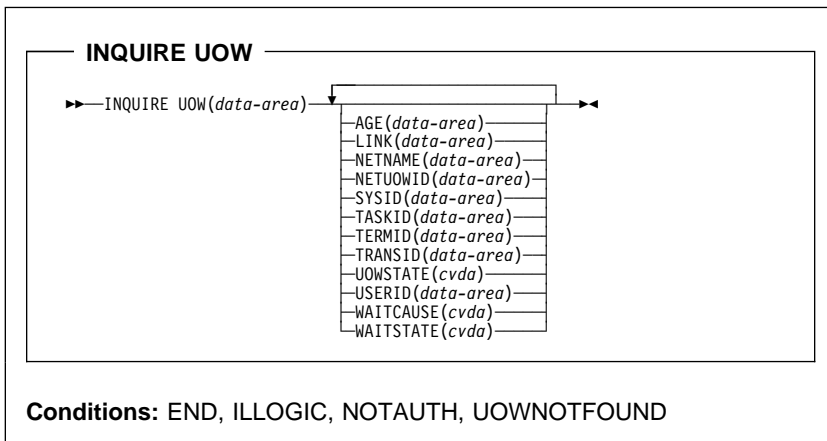 INQUIRE UOW
INQUIRE UOW(data-area)
AGE(data-area)
LINK(data-area)
NETNAME(data-area)
NETUOWID(data-area)
SYSID(data-area)
TASKID(data-area)
TERMID(data-area)
TRANSID(data-area)
UOWSTATE(cvda)
USERID(data-area)
WAITCAUSE(cvda)
WAITSTATE(cvda)
Conditions: END, ILLOGIC, NOTAUTH, UOWNOTFOUND